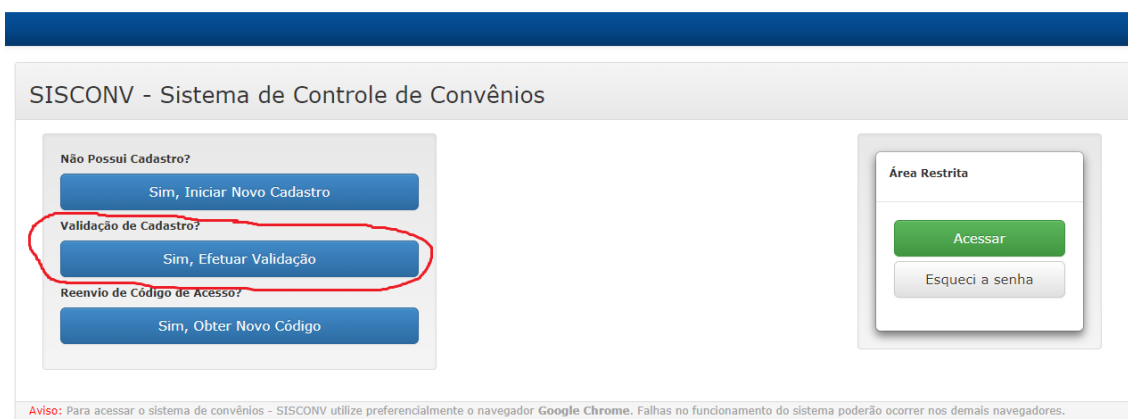 SISCONV - Sistema de Controle de Convênios
Não Possui Cadastro?
Sim, Iniciar Novo Cadastro
Validação de Cadastro?
Sim, Efetuar Validação
Reenvio de Código de Acesso?
Sim, Obter Novo Código
Área Restrita
Acessar
Esqueci a senha
Aviso: Para acessar o sistema de convênios - SISCONV utilize preferencialmente o navegador Google Chrome. Falhas no funcionamento do sistema poderão ocorrer nos demais navegadores.